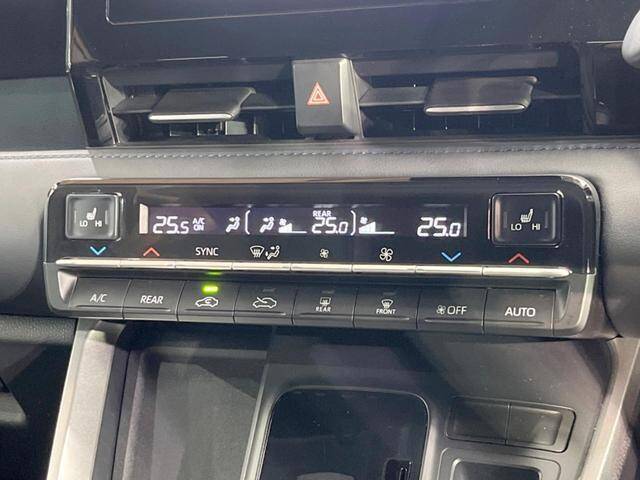 REAR
25.5 A/C ON 25.0 25.0
LO HI
LO HI
SYNC
A/C REAR REAR FRONT OFF AUTO